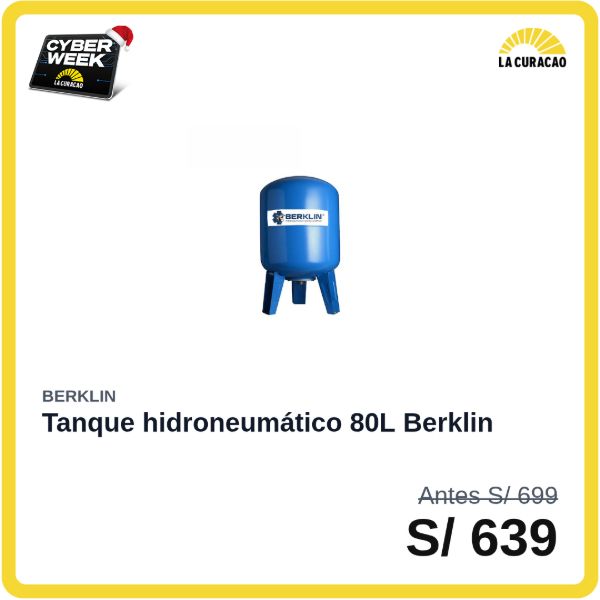 CYBER
WEEK
LA CURACAO
LA CURACAO
BERKLIN
BERKLIN
Tanque hidroneumático 80L Berklin
Antes S/ 699
S/ 639